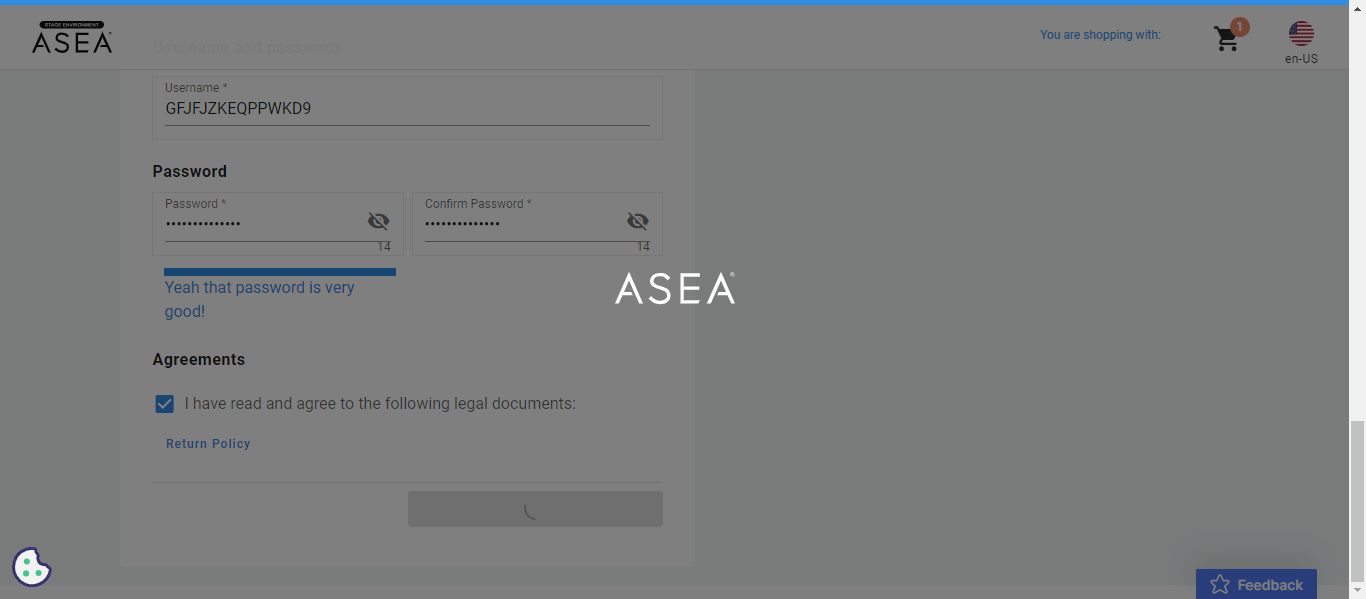 STAGE ENVIRONMENT
ASEA
Username and password
You are shopping with:
1
en-US
Username *
GFJFJZKEQPPWKD9
Password
Password *
••••••••••••••
14
Confirm Password *
••••••••••••••
14
Yeah that password is very
good!
ASEA®
Agreements
I have read and agree to the following legal documents:
Return Policy
Feedback